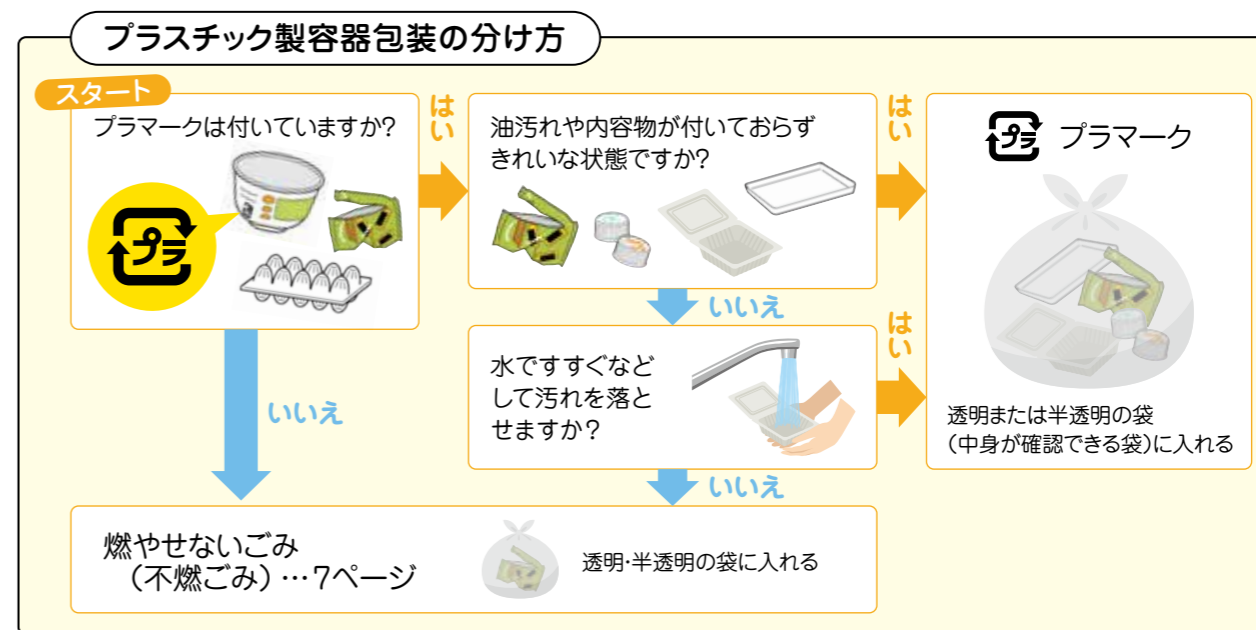 プラスチック製容器包装の分け方
スタート
プラマークは付いていますか?
プラ
はい
油汚れや内容物が付いておらず
きれいな状態ですか?
はい
プラ プラマーク
透明または半透明の袋
(中身が確認できる袋)に入れる
いいえ
水ですすぐなど
して汚れを落と
せますか?
はい
いいえ
いいえ
燃やせないごみ
(不燃ごみ)…7ページ
透明・半透明の袋に入れる